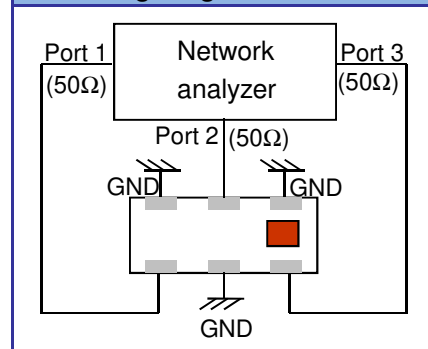 Port 1
Network
analyzer
Port 3
(50Ω)
(50Ω)
Port 2
(50Ω)
GND
GND
GND